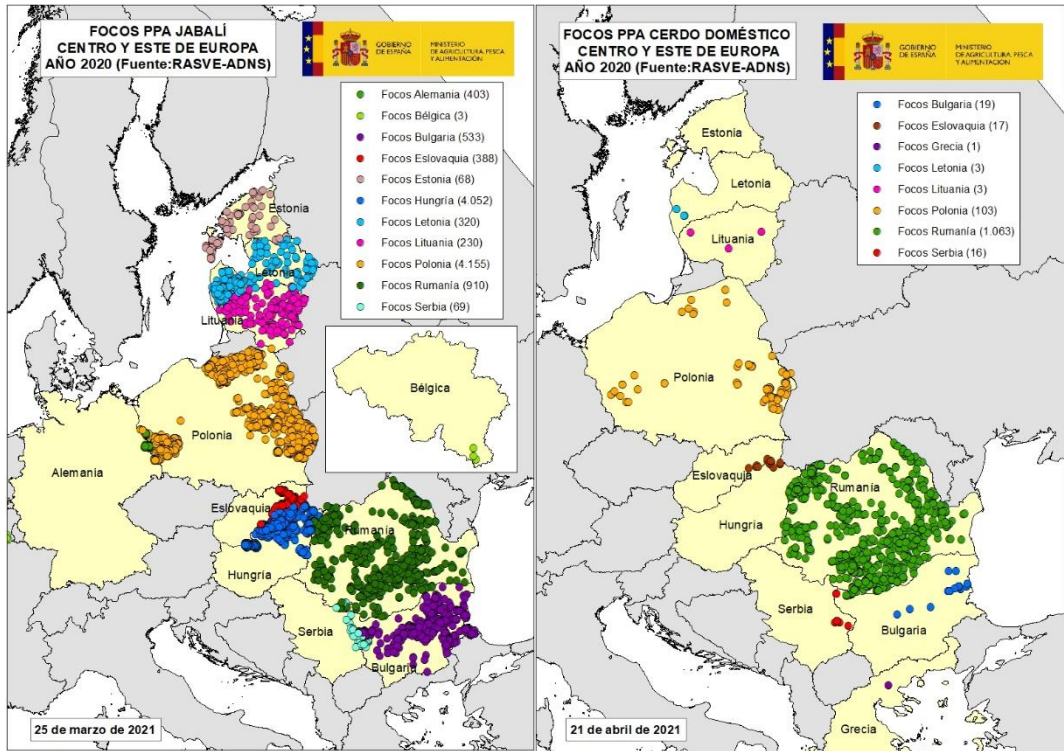 FOCOS PPA JABALÍ
CENTRO Y ESTE DE EUROPA
AÑO 2020 (Fuente:RASVE-ADNS)
GOBIERNO
DE ESPAÑA
MINISTERIO
DE AGRICULTURA, PESCA
Y ALIMENTACIÓN
Focos Alemania (403)
Focos Bélgica (3)
Focos Bulgaria (533)
Focos Eslovaquia (388)
Focos Estonia (68)
Focos Hungría (4.052)
Focos Letonia (320)
Focos Lituania (230)
Focos Polonia (4.155)
Focos Rumanía (910)
Focos Serbia (69)
Estonia
Letonia
Lituania
Bélgica
Polonia
Alemania
Eslovaquia
Rumanía
Hungría
Serbia
Bulgaria
25 de marzo de 2021
FOCOS PPA CERDO DOMÉSTICO
CENTRO Y ESTE DE EUROPA
AÑO 2020 (Fuente:RASVE-ADNS)
GOBIERNO
DE ESPAÑA
MINISTERIO
DE AGRICULTURA, PESCA
Y ALIMENTACIÓN
Focos Bulgaria (19)
Focos Eslovaquia (17)
Focos Grecia (1)
Focos Letonia (3)
Focos Lituania (3)
Focos Polonia (103)
Focos Rumanía (1.063)
Focos Serbia (16)
Estonia
Letonia
Lituania
Polonia
Eslovaquia
Rumanía
Hungría
Serbia
Bulgaria
Grecia
21 de abril de 2021